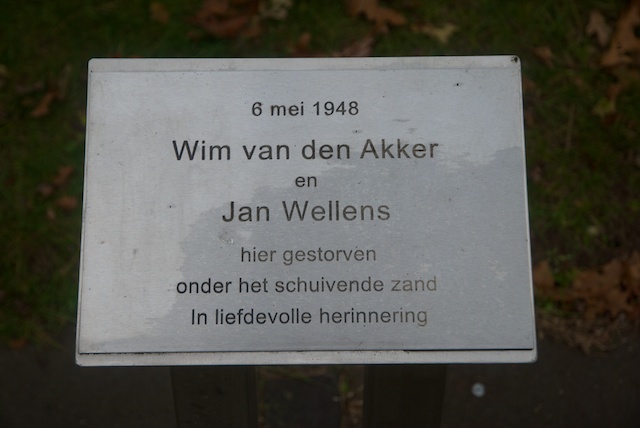 6 mei 1948
Wim van den Akker
en
Jan Wellens
hier gestorven
onder het schuivende zand
In liefdevolle herinnering